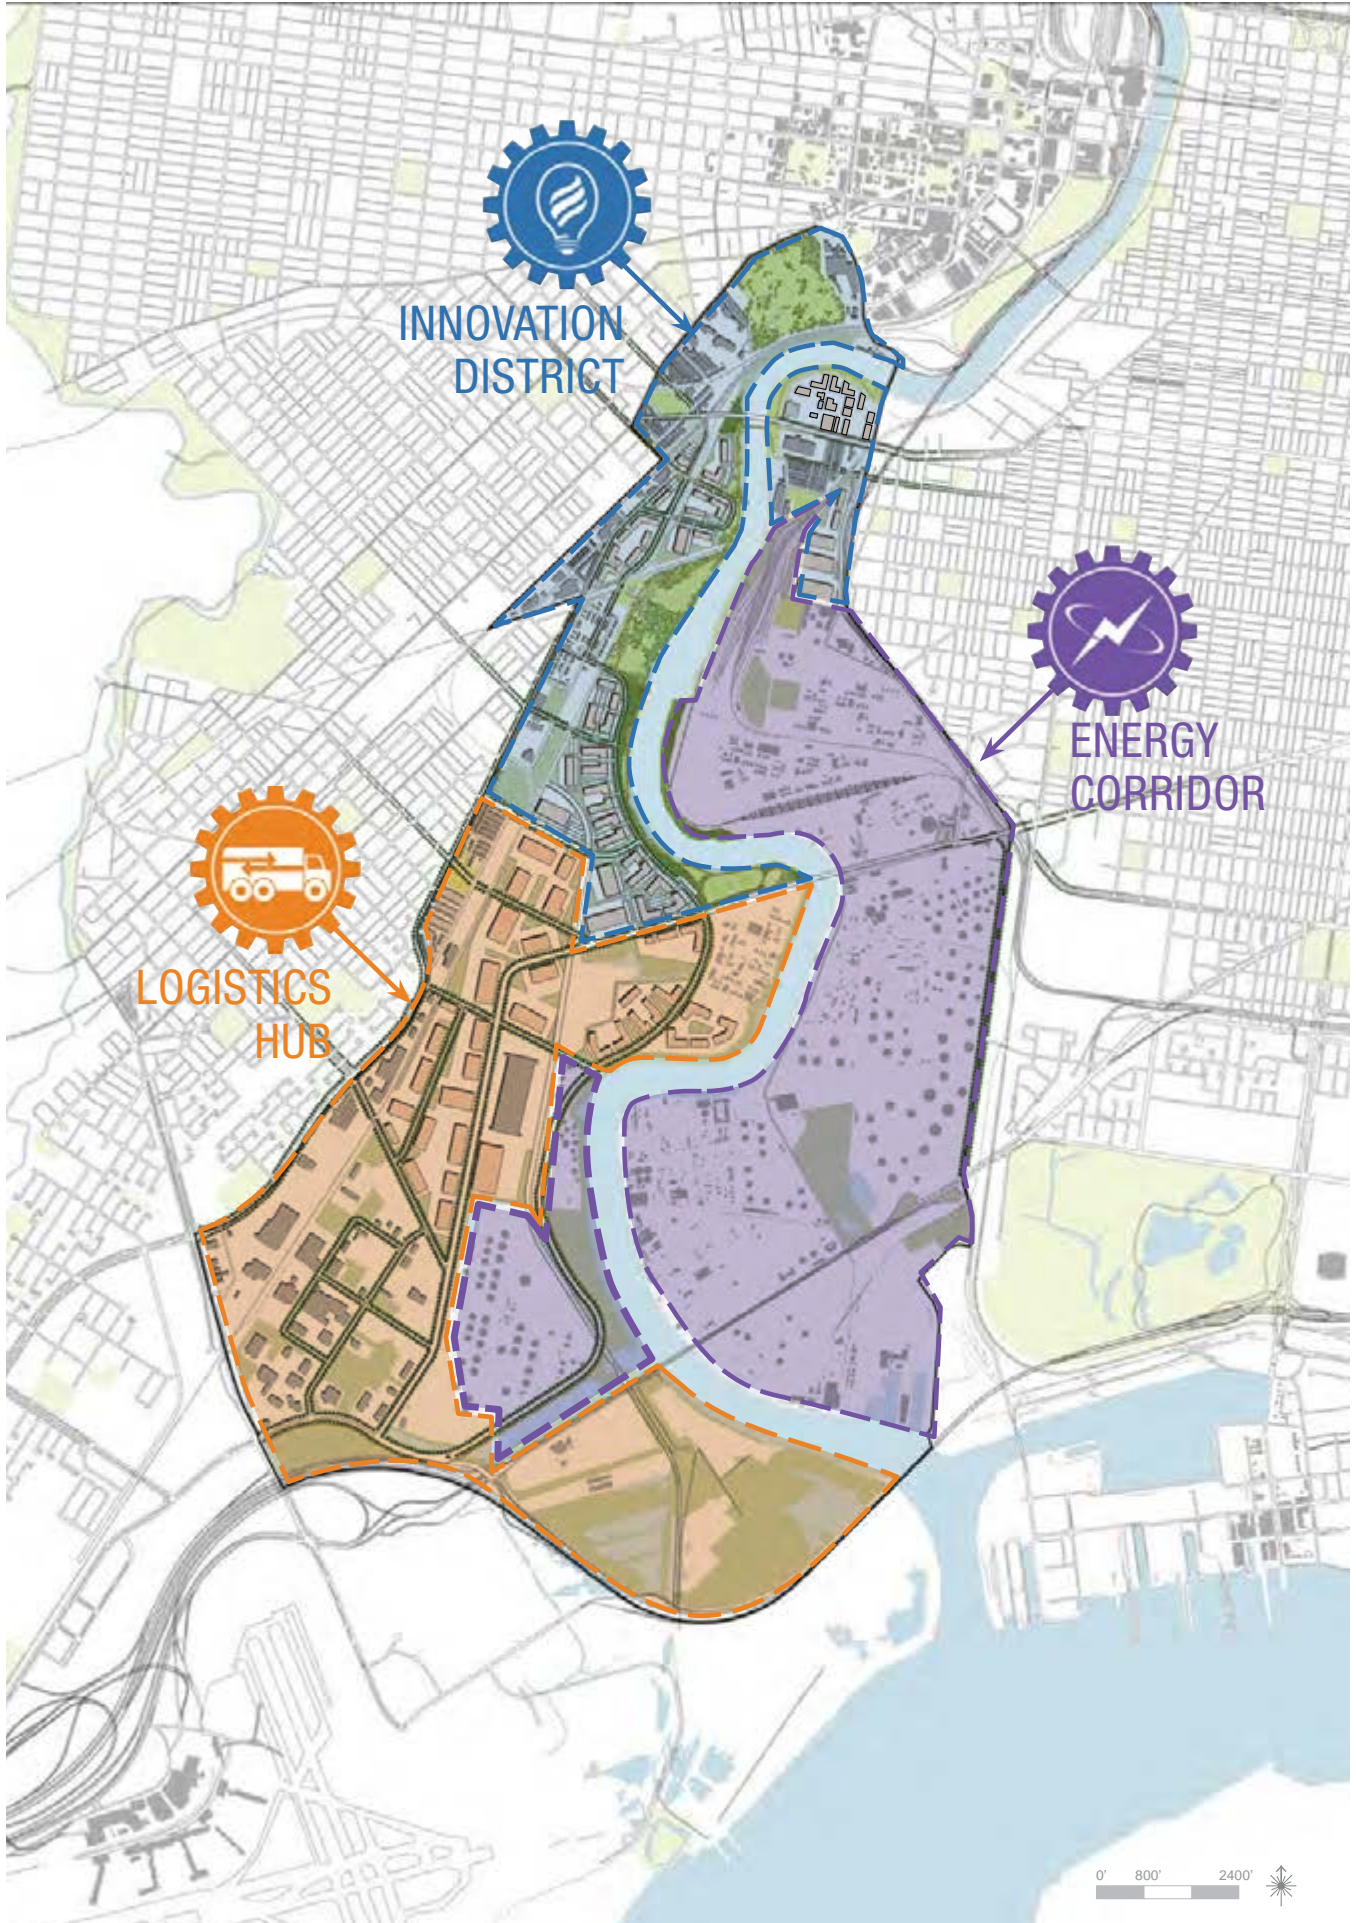 INNOVATION
DISTRICT
ENERGY
CORRIDOR
LOGISTICS
HUB
0' 800' 2400'